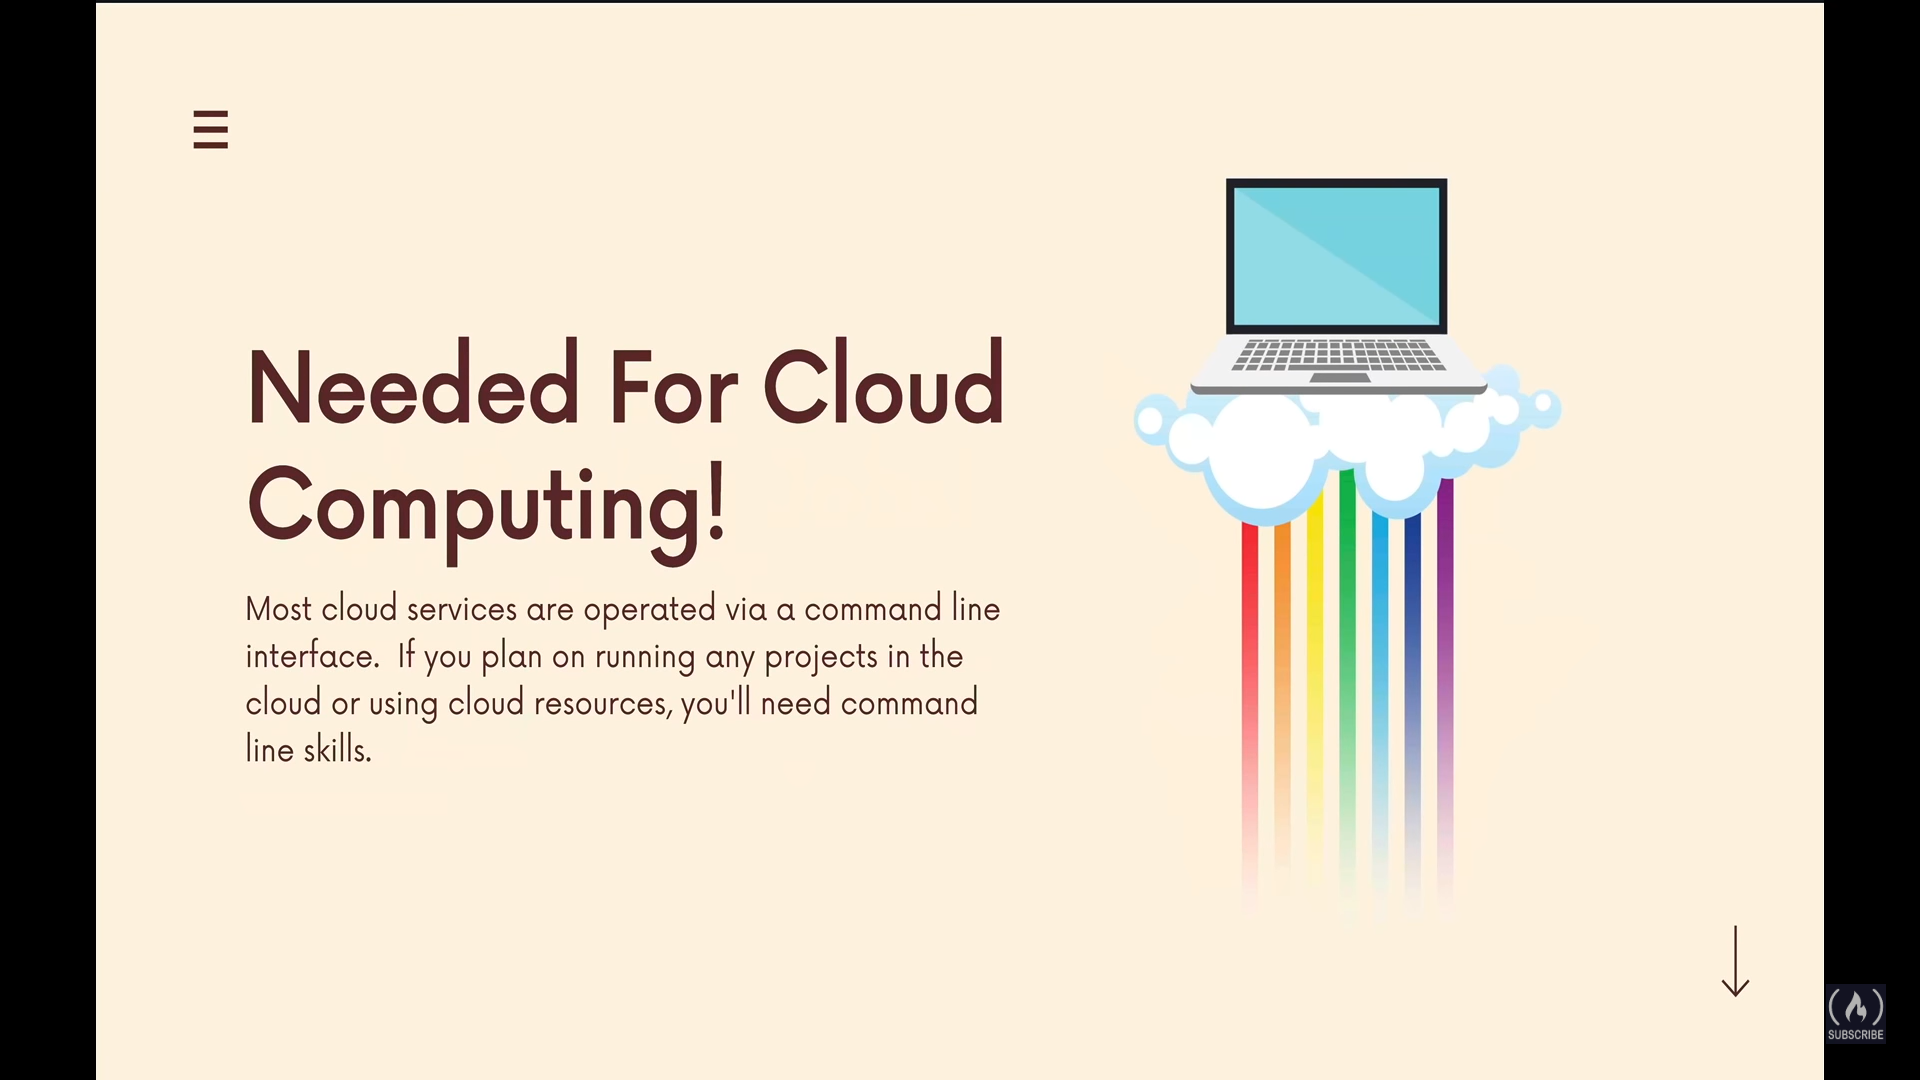 Needed For Cloud
Computing!
Most cloud services are operated via a command line
interface.  If you plan on running any projects in the
cloud or using cloud resources, you'll need command
line skills.
SUBSCRIBE